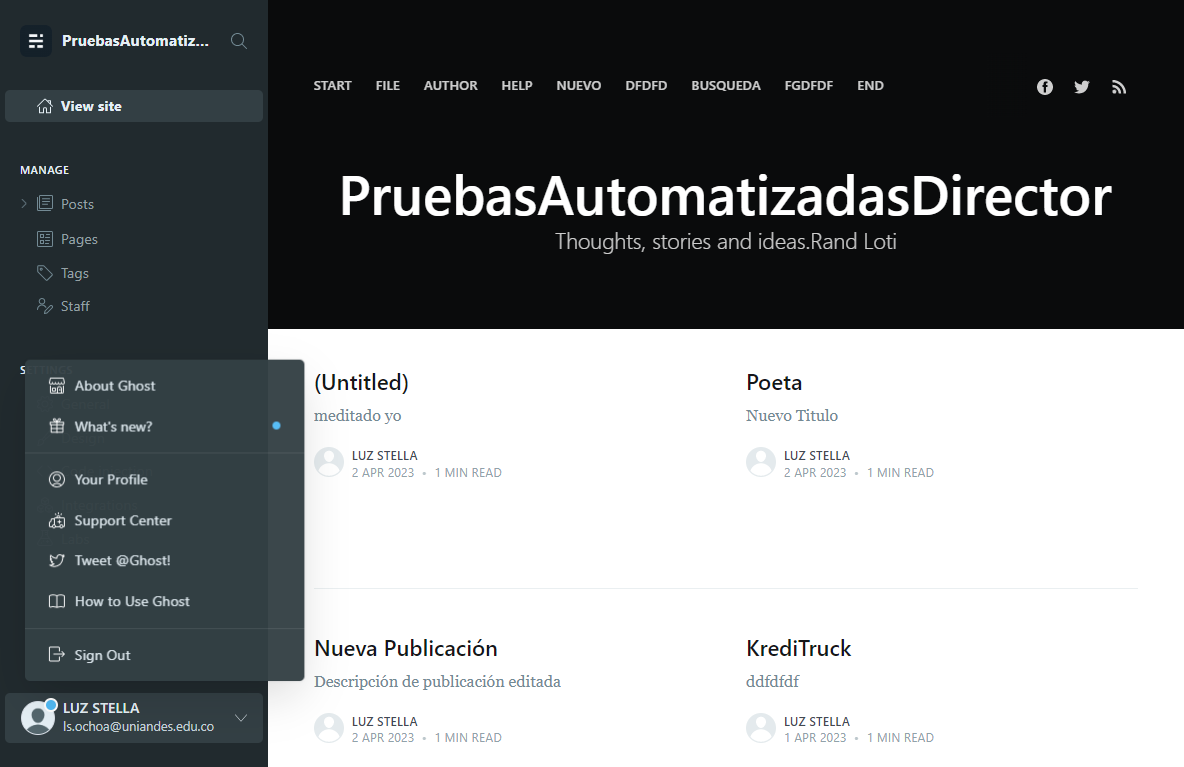 PruebasAutomatiz...
View site
MANAGE
Posts
Pages
Tags
Staff
About Ghost
What's new?
Your Profile
Support Center
Tweet @Ghost!
How to Use Ghost
Sign Out
LUZ STELLA
ls.ochoa@uniandes.edu.co
START FILE AUTHOR HELP NUEVO DFDFD BUSQUEDA FGDFDF END
PruebasAutomatizadasDirector
Thoughts, stories and ideas.Rand Loti
(Untitled)
meditado yo
LUZ STELLA
2 APR 2023 • 1 MIN READ
Poeta
Nuevo Titulo
LUZ STELLA
2 APR 2023 • 1 MIN READ
Nueva Publicación
Descripción de publicación editada
LUZ STELLA
2 APR 2023 • 1 MIN READ
KrediTruck
ddfdfdf
LUZ STELLA
1 APR 2023 • 1 MIN READ